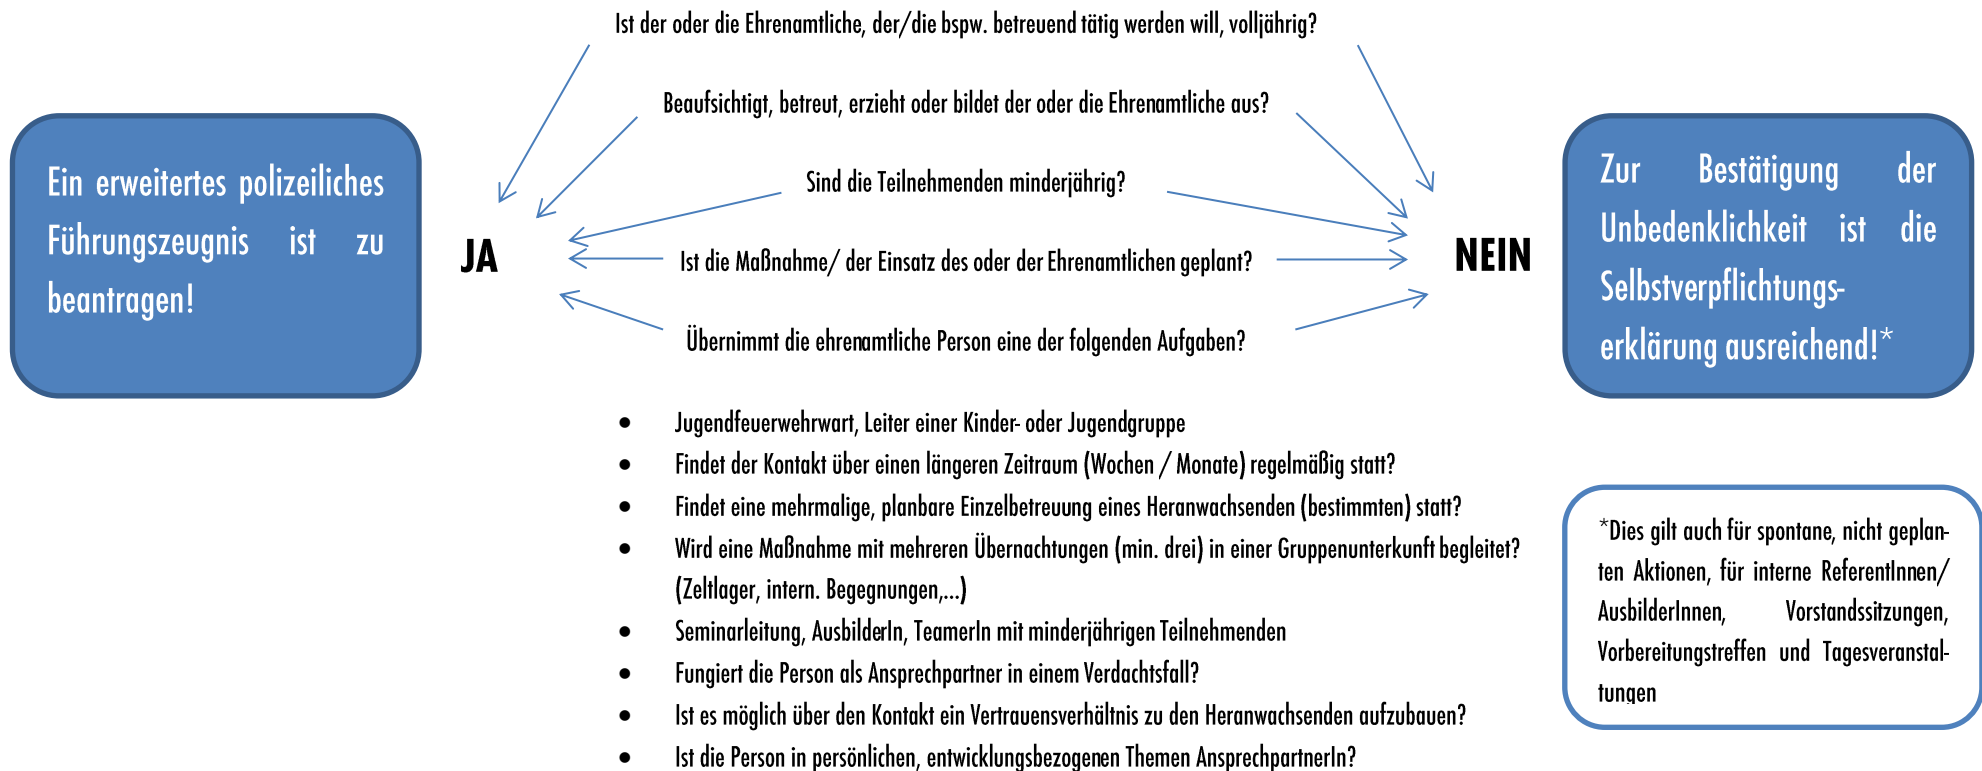 Ist der oder die Ehrenamtliche, der/die bspw. betreuend tätig werden will, volljährig?
Beaufsichtigt, betreut, erzieht oder bildet der oder die Ehrenamtliche aus?
Sind die Teilnehmenden minderjährig?
Ist die Maßnahme/ der Einsatz des oder der Ehrenamtlichen geplant?
Übernimmt die ehrenamtliche Person eine der folgenden Aufgaben?
Ein erweitertes polizeiliches
Führungszeugnis ist zu
beantragen!
JA
NEIN
Zur Bestätigung der
Unbedenklichkeit ist die
Selbstverpflichtungs-
erklärung ausreichend!*
• Jugendfeuerwehrwart, Leiter einer Kinder- oder Jugendgruppe
• Findet der Kontakt über einen längeren Zeitraum (Wochen / Monate) regelmäßig statt?
• Findet eine mehrmalige, planbare Einzelbetreuung eines Heranwachsenden (bestimmten) statt?
• Wird eine Maßnahme mit mehreren Übernachtungen (min. drei) in einer Gruppenunterkunft begleitet?
(Zeltlager, intern. Begegnungen,...)
• Seminarleitung, AusbilderIn, TeamerIn mit minderjährigen Teilnehmenden
• Fungiert die Person als Ansprechpartner in einem Verdachtsfall?
• Ist es möglich über den Kontakt ein Vertrauensverhältnis zu den Heranwachsenden aufzubauen?
• Ist die Person in persönlichen, entwicklungsbezogenen Themen AnsprechpartnerIn?
*Dies gilt auch für spontane, nicht geplan-
ten Aktionen, für interne ReferentInnen/
AusbilderInnen, Vorstandssitzungen,
Vorbereitungstreffen und Tagesveranstal-
tungen